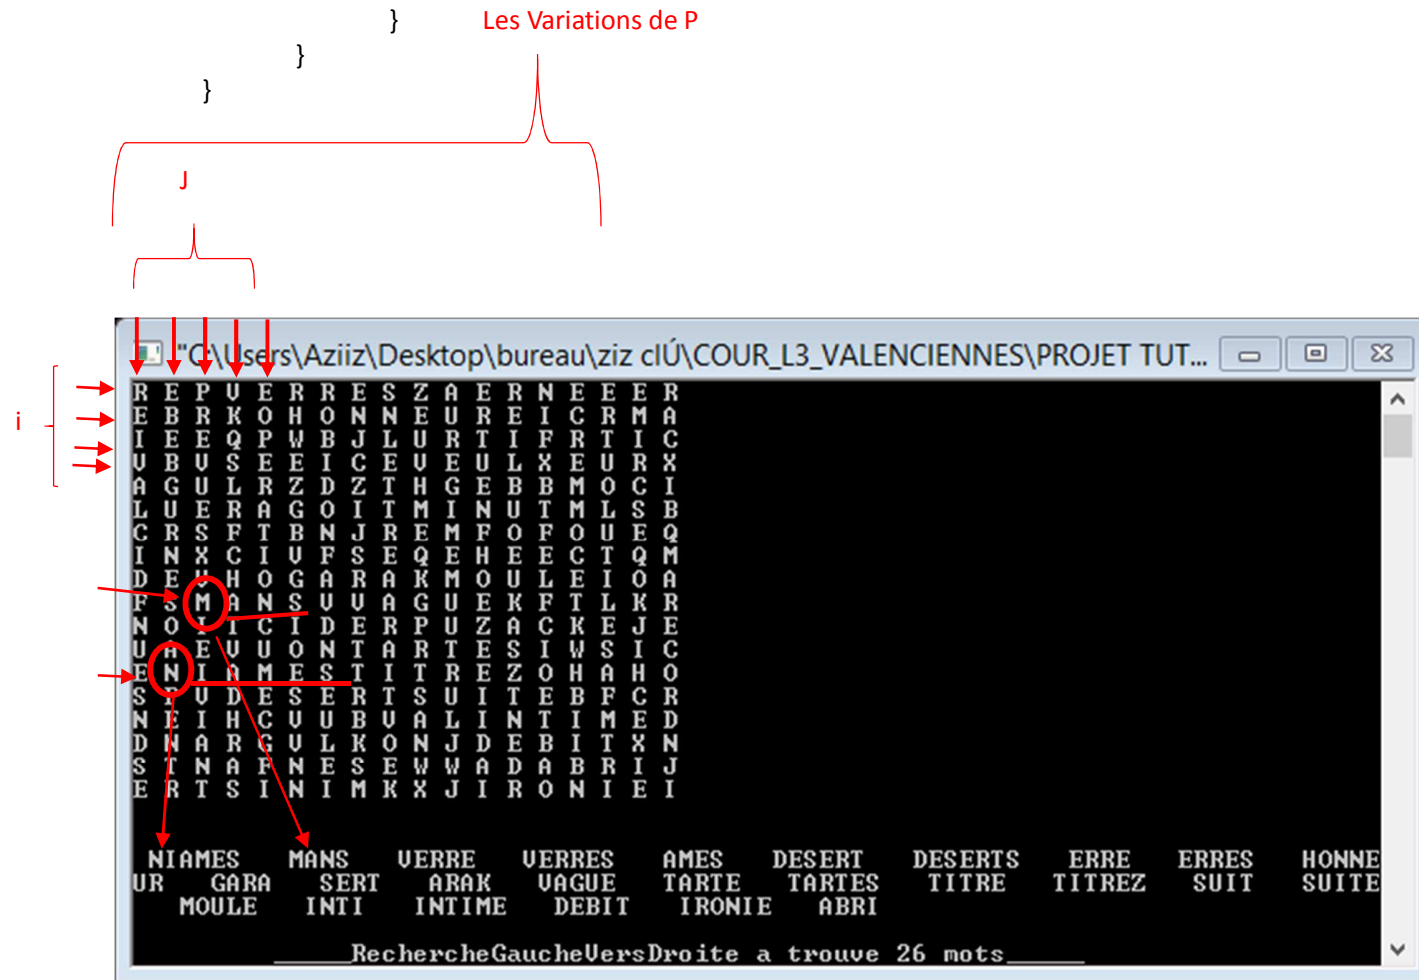 } Les Variations de P
}
}
J
"C:\Users\Aziiz\Desktop\bureau\ziz clÚ\COUR_L3_VALENCIENNES\PROJET TUT...
i
R E P V E R R E S Z A E R N E E E R
E B R K O H O N N E U R E I C R M A
I E E Q P W B J L U R T I F R T I C
V B V S E E I C E V E U L X E U R X
A G U L R Z D Z T H G E B B M O C I
L U E R A G O I T M I N U T M L S B
C R S F T B N J R E M F O F O U E Q
I N X C I V F S E Q E H E E C T Q M
D E V H O G A R A K M O U L E I O A
F S M A N S V V A G U E K F T L K R
N O I T C I D E R P U Z A C K E J E
U A E V U O N T A R T E S I W S I C
E N I A M E S T I T R E Z O H A H O
S P V D E S E R T S U I T E B F C R
N E I H C V U B V A L I N T I M E D
D N A R G V L K O N J D E B I T X N
S T N A F N E S E W W A D A B R I J
E R T S I N I M K X J I R O N I E I
NIAMES MANS VERRE VERRES AMES DESERT DESERTS ERRE ERRES HONNE
UR GARA SERT ARAK VAGUE TARTE TARTES TITRE TITREZ SUIT SUITE
MOULE INTI INTIME DEBIT IRONIE ABRI
_____RechercheGaucheVersDroite a trouve 26 mots_____